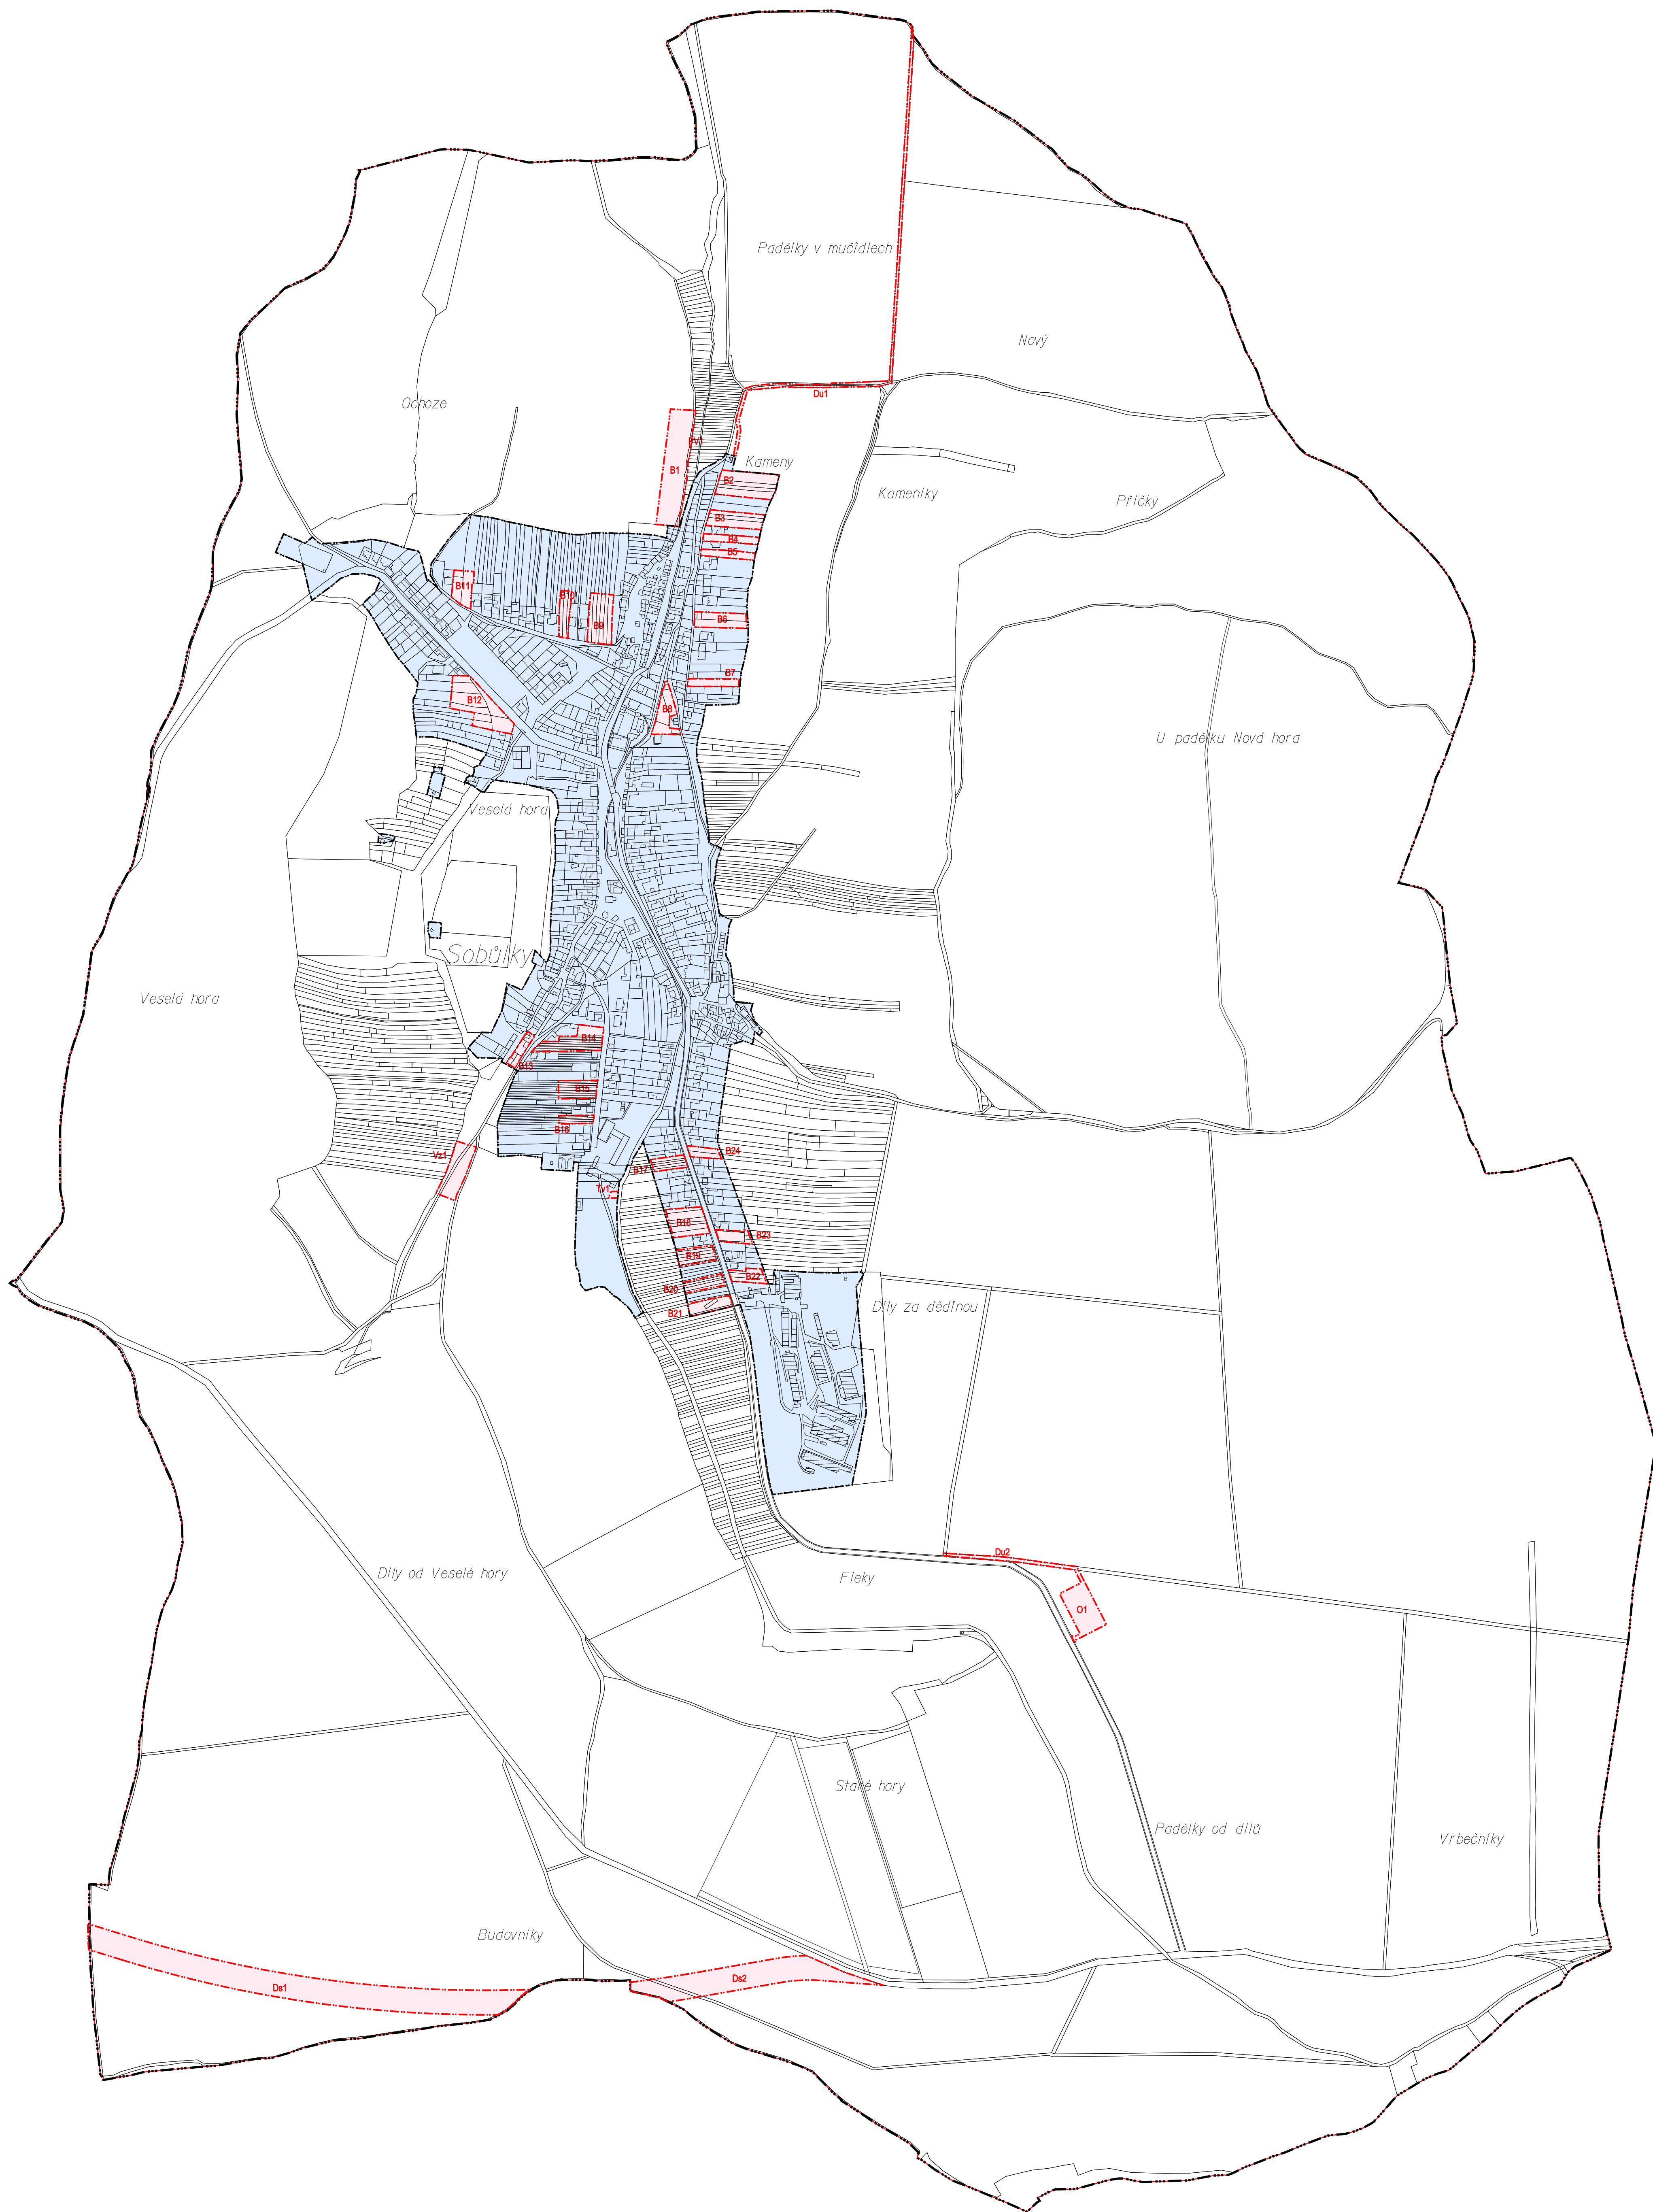 Padělky v mučidlech
Nový
Du1
Ochoze
PV1
Kameny
B1
B2
Kameníky
Příčky
B3
B4
B5
B11
B10
B9
B6
B7
B12
B8
U padělku Nová hora
Veselá hora
Sobůlky
Veselá hora
B14
B13
B15
B16
Vz1
B24
B17
Tv1
B18
B23
B19
B22
B20
B21
Díly za dědinou
Du2
Díly od Veselé hory
Fleky
O1
Staré hory
Padělky od dílů
Vrbečníky
Budovníky
Ds2
Ds1